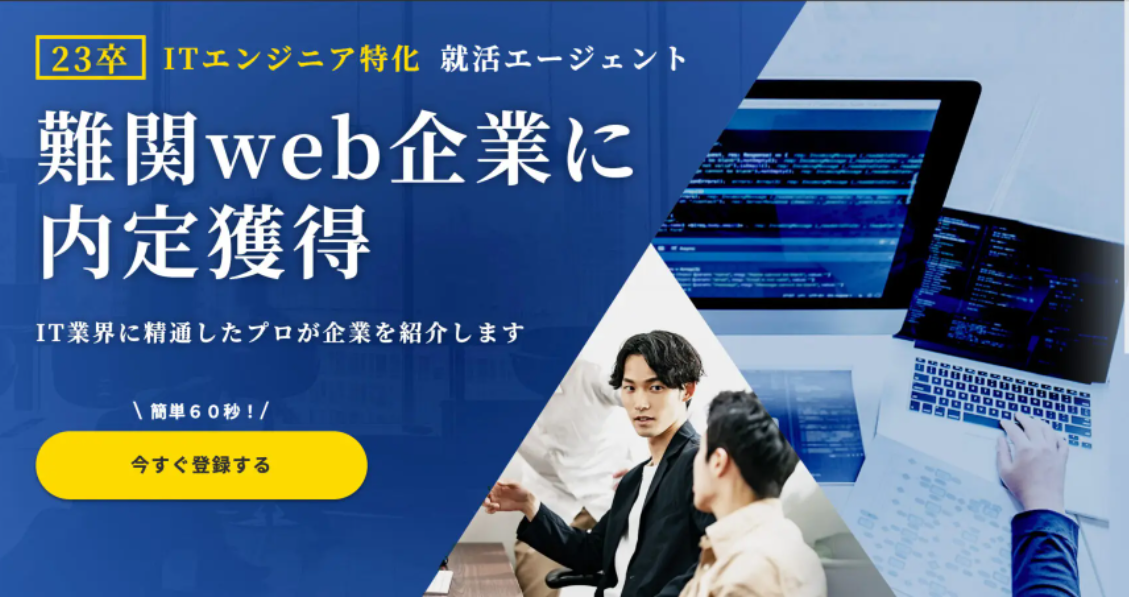 23卒 ITエンジニア特化 就活エージェント
難関web企業に
内定獲得
IT業界に精通したプロが企業を紹介します
\ 簡単60秒！/
今すぐ登録する